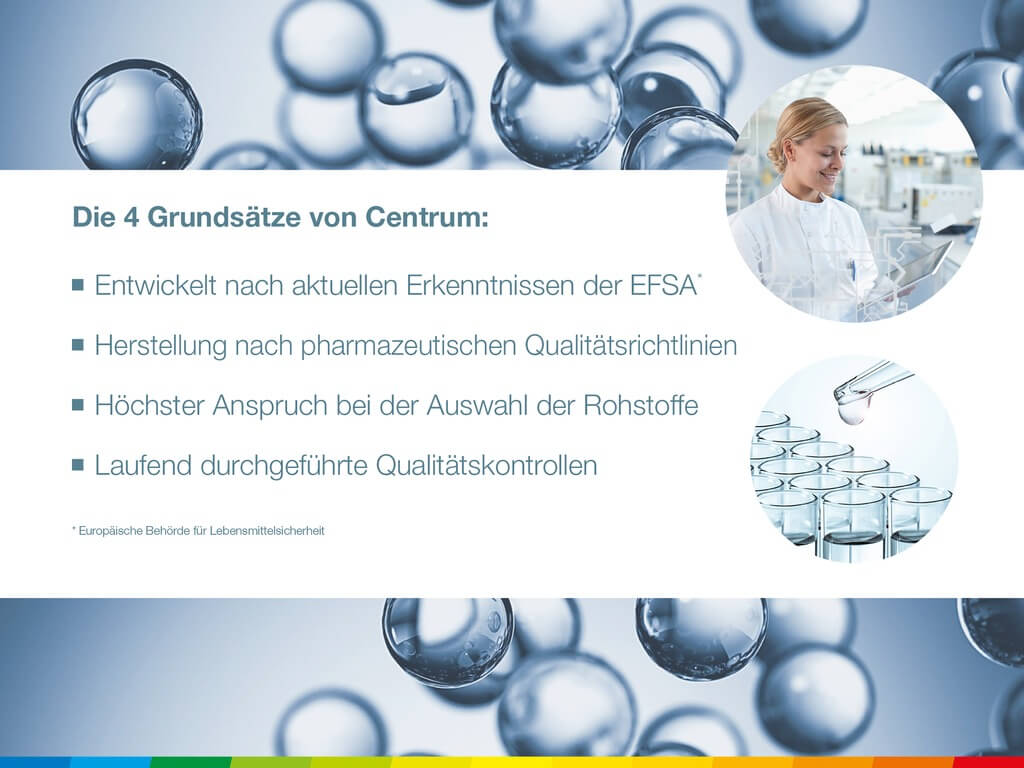 Die 4 Grundsätze von Centrum:
■ Entwickelt nach aktuellen Erkenntnissen der EFSA*
■ Herstellung nach pharmazeutischen Qualitätsrichtlinien
■ Höchster Anspruch bei der Auswahl der Rohstoffe
■ Laufend durchgeführte Qualitätskontrollen
* Europäische Behörde für Lebensmittelsicherheit